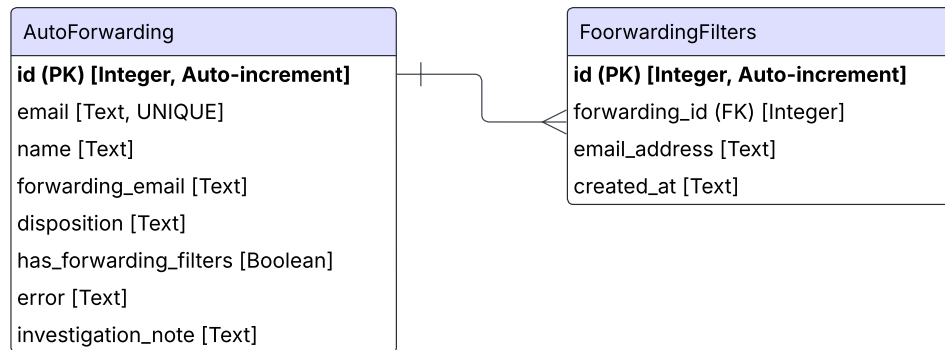 AutoForwarding
id (PK) [Integer, Auto-increment]
email [Text, UNIQUE]
name [Text]
forwarding_email [Text]
disposition [Text]
has_forwarding_filters [Boolean]
error [Text]
investigation_note [Text]
FoorwardingFilters
id (PK) [Integer, Auto-increment]
forwarding_id (FK) [Integer]
email_address [Text]
created_at [Text]